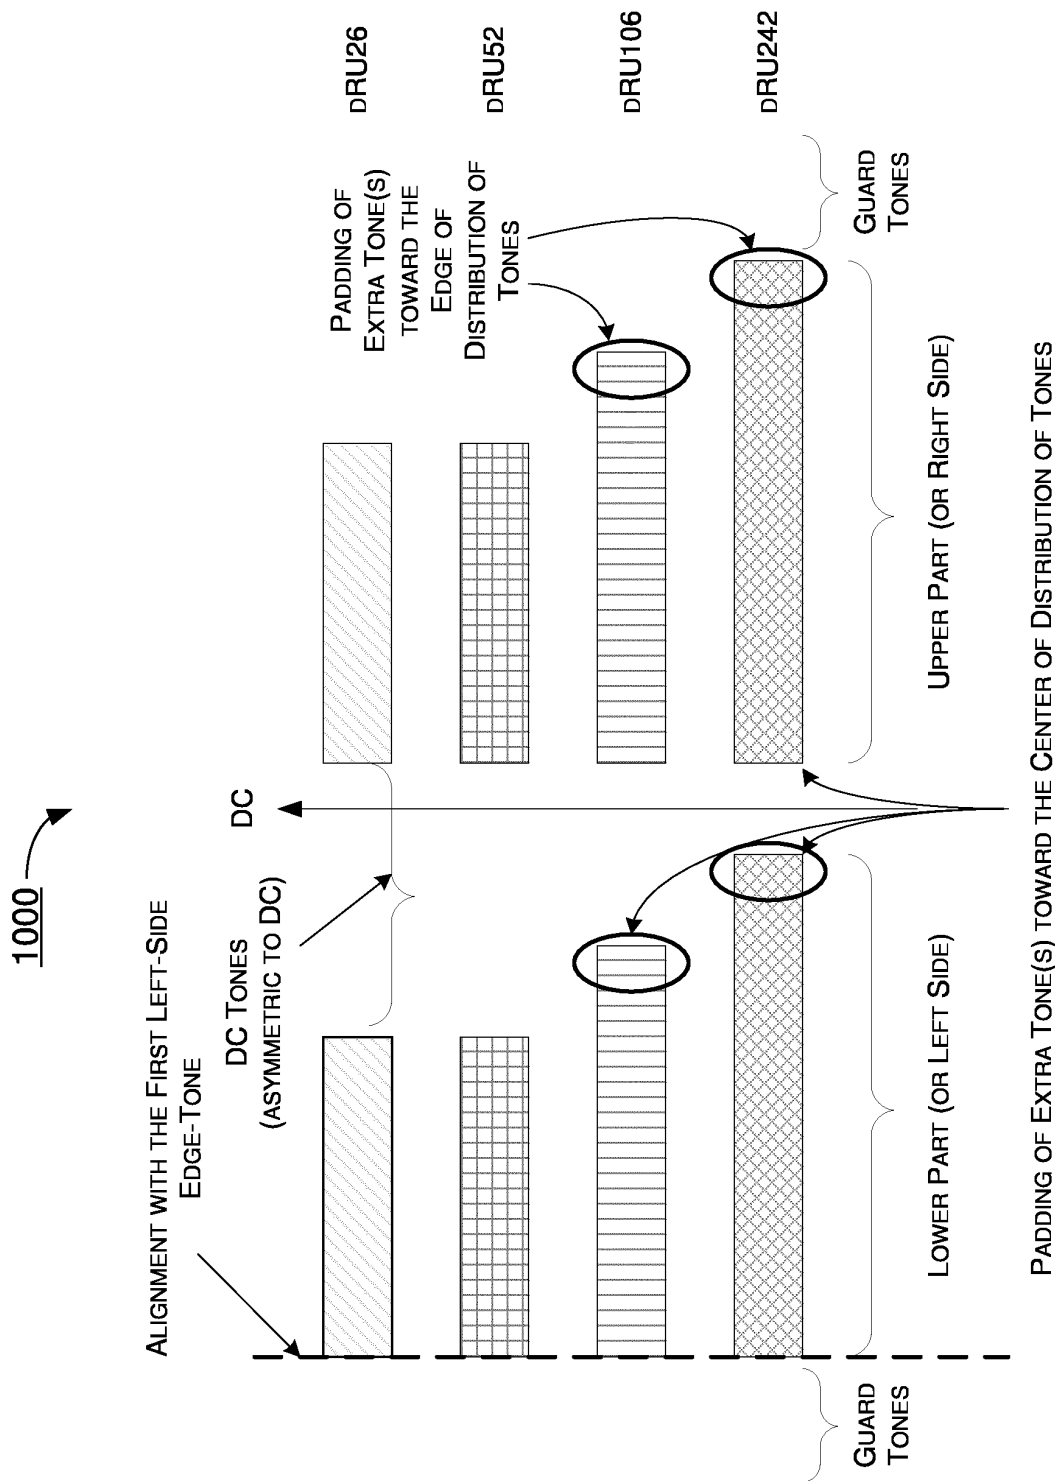 1000
ALIGNMENT WITH THE FIRST LEFT-SIDE
EDGE-TONE
DC TONES
(ASYMMETRIC TO DC)
DC
PADDING OF
EXTRA TONE(S)
TOWARD THE
EDGE OF
DISTRIBUTION OF
TONES
DRU26
DRU52
DRU106
DRU242
GUARD
TONES
LOWER PART (OR LEFT SIDE)
UPPER PART (OR RIGHT SIDE)
GUARD
TONES
PADDING OF EXTRA TONE(S) TOWARD THE CENTER OF DISTRIBUTION OF TONES